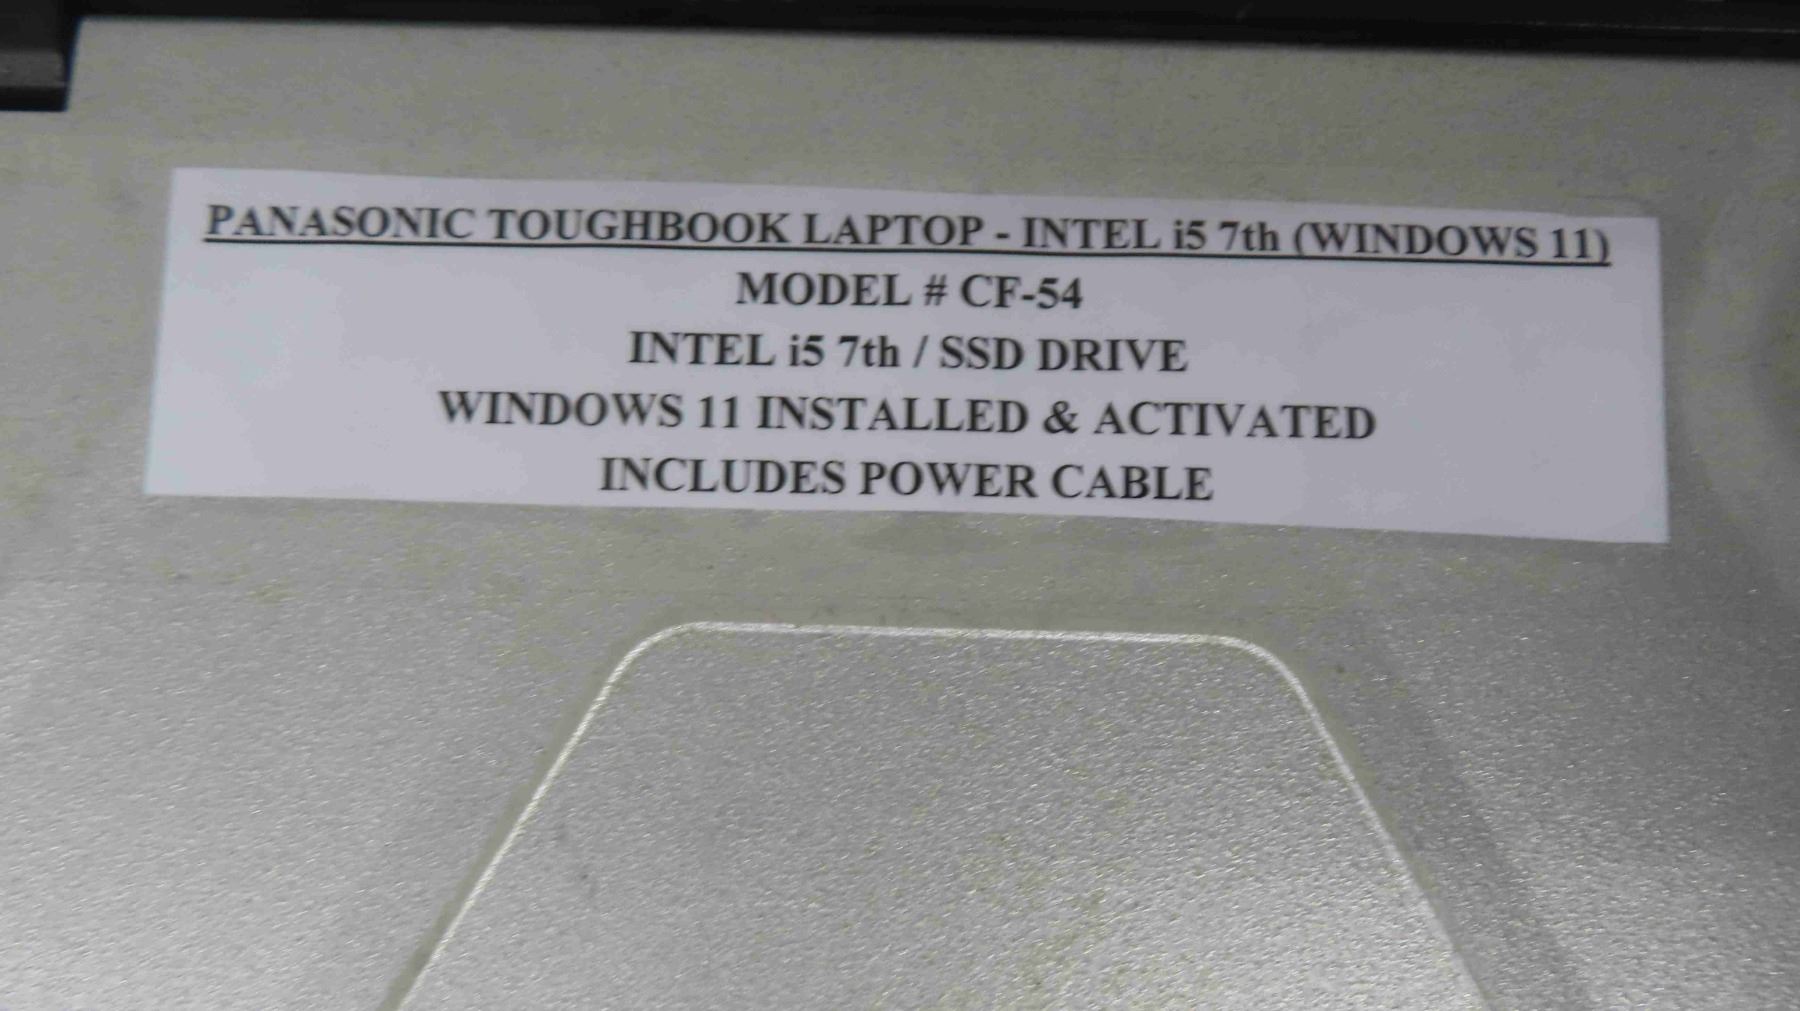 PANASONIC TOUGHBOOK LAPTOP - INTEL i5 7th (WINDOWS 11)
MODEL # CF-54
INTEL i5 7th / SSD DRIVE
WINDOWS 11 INSTALLED & ACTIVATED
INCLUDES POWER CABLE